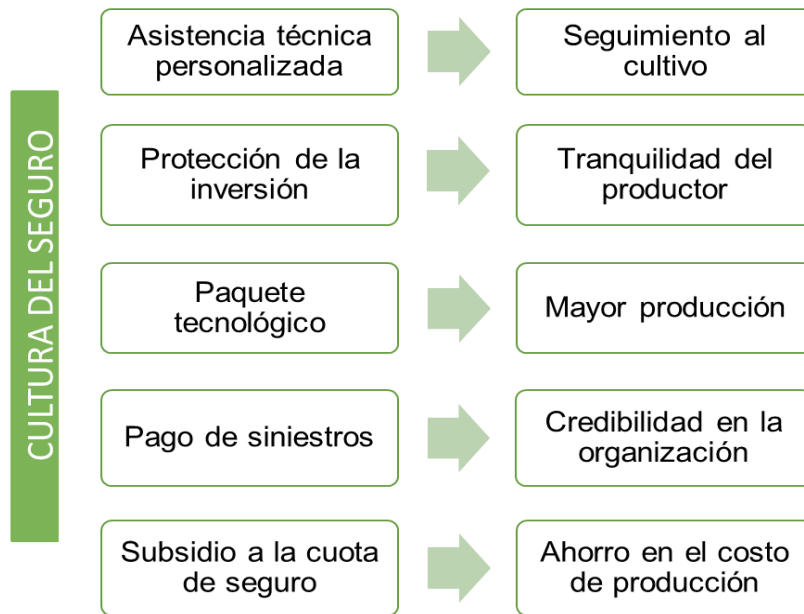 CULTURA DEL SEGURO
Asistencia técnica
personalizada
Seguimiento al
cultivo
Protección de la
inversión
Tranquilidad del
productor
Paquete
tecnológico
Mayor producción
Pago de siniestros
Credibilidad en la
organización
Subsidio a la cuota
de seguro
Ahorro en el costo
de producción